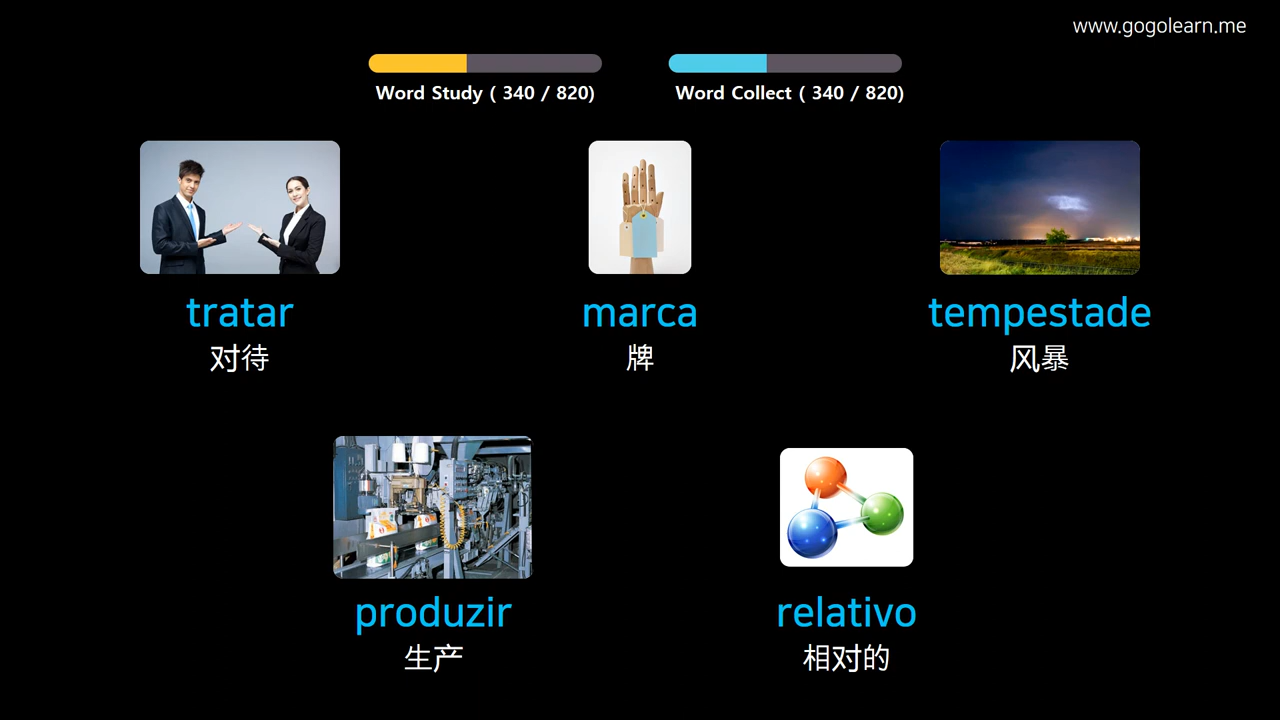 www.gogolearn.me
Word Study ( 340 / 820)
Word Collect ( 340 / 820)
tratar
对待
marca
牌
tempestade
风暴
produzir
生产
relativo
相对的